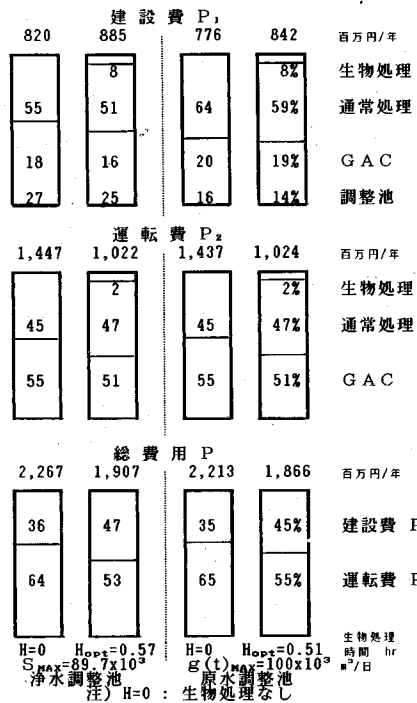 建設費 P₁
820 885 776 842 百万円/年
8 8% 生物処理
55 51 64 59% 通常処理
18 16 20 19% GAC
27 25 16 14% 調整池
運転費 P₂
1,447 1,022 1,437 1,024 百万円/年
2 2% 生物処理
45 47 45 47% 通常処理
55 51 55 51% GAC
総費用 P
2,267 1,907 2,213 1,866 百万円/年
36 47 35 45% 建設費 P
64 53 65 55% 運転費 P
生物処理
H=0 Hopt=0.57 H=0 Hopt=0.51 時間 hr
SMAX=89.7x10³ g(t)MAX=100x10³ m³/日
浄水調整池 原水調整池
注) H=0 : 生物処理なし